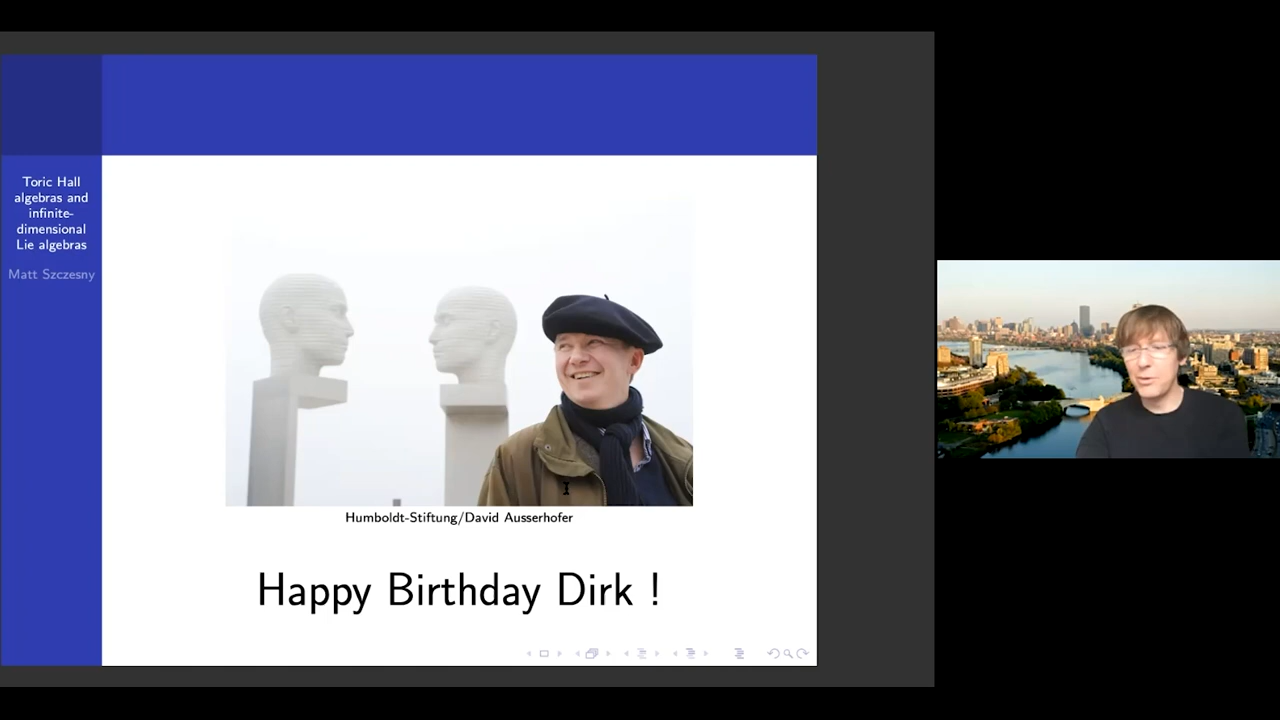 Toric Hall
algebras and
infinite-
dimensional
Lie algebras
Matt Szczesny
Humboldt-Stiftung/David Ausserhofer
Happy Birthday Dirk !